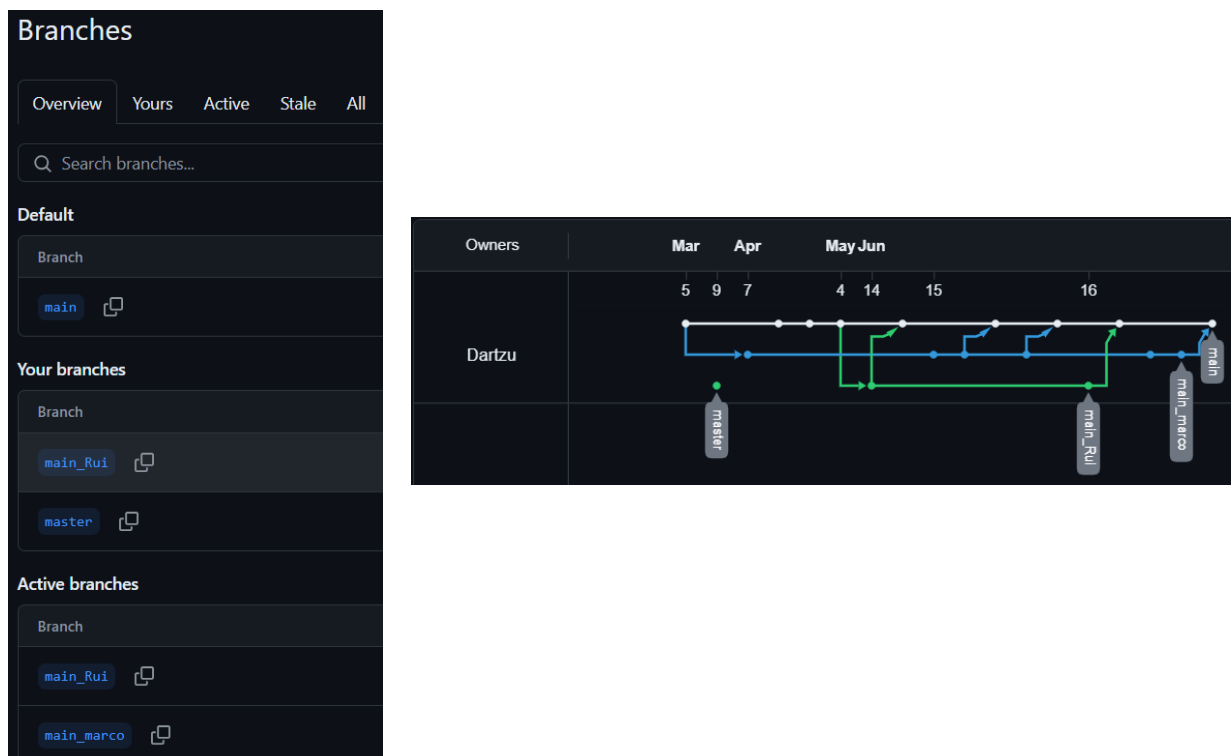 Branches
Overview Yours Active Stale All
Search branches...
Default
Branch
main
Your branches
Branch
main_Rui
master
Active branches
Branch
main_Rui
main_marco
Owners Mar Apr May Jun
5 9 7 4 14 15 16
Dartzu
master
main_Rui
main_marco
main